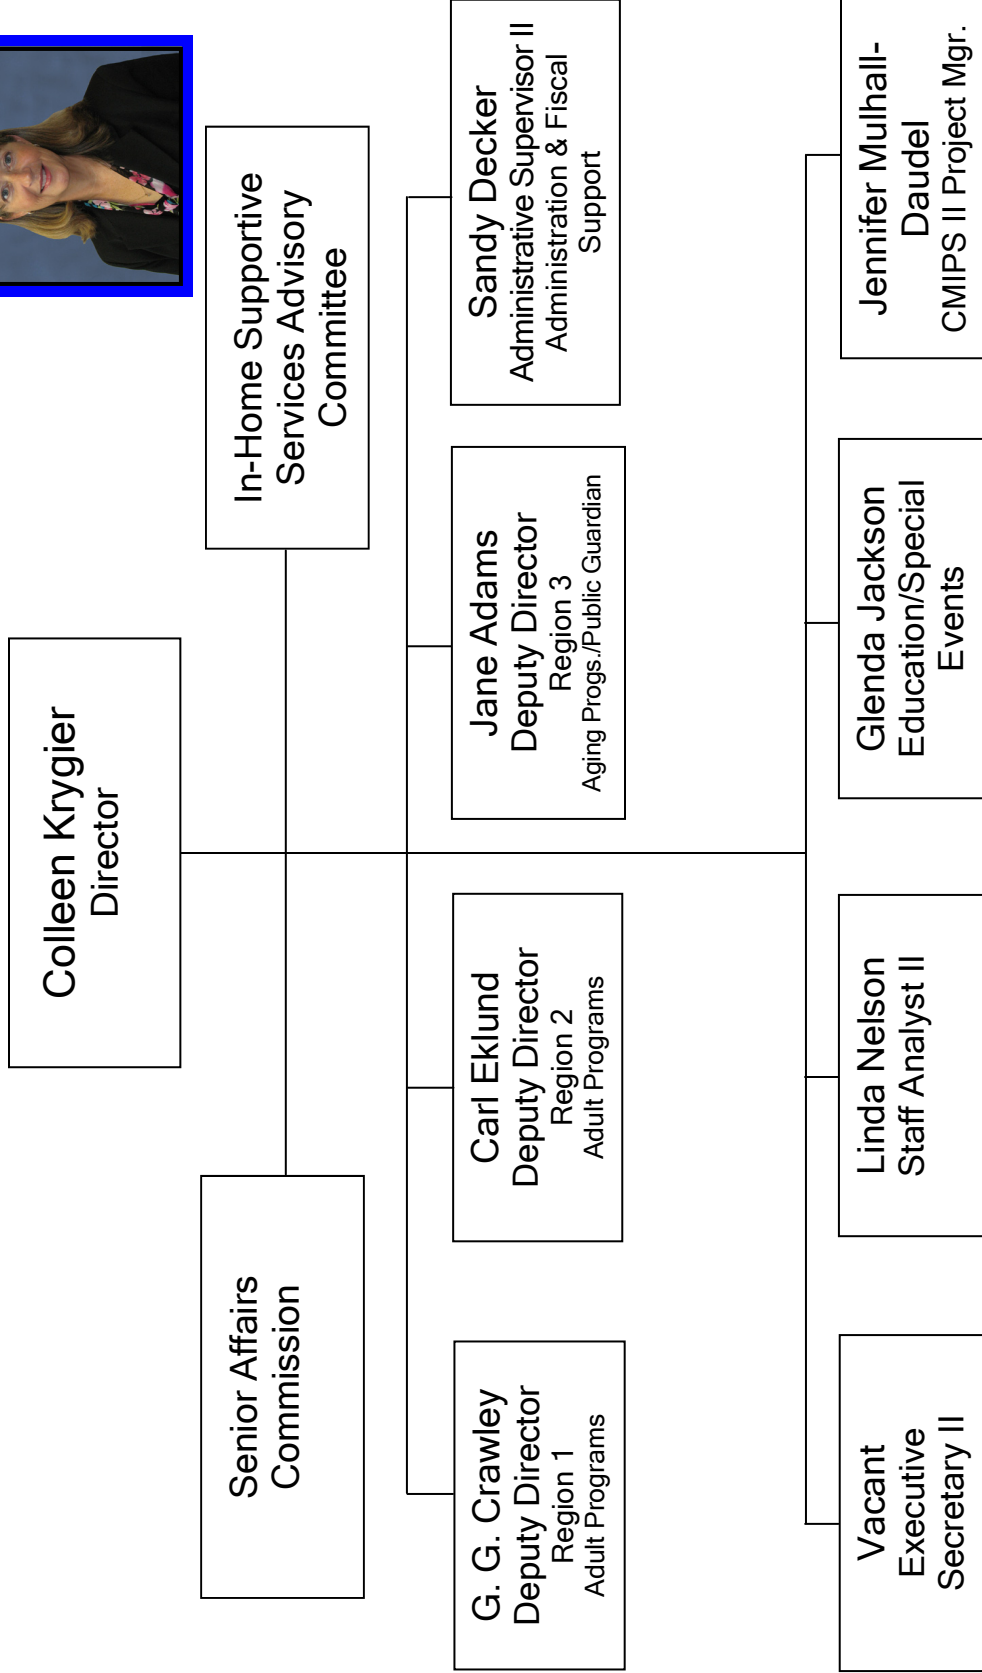 Colleen Krygier
Director
Senior Affairs
Commission
In-Home Supportive
Services Advisory
Committee
G. G. Crawley
Deputy Director
Region 1
Adult Programs
Carl Eklund
Deputy Director
Region 2
Adult Programs
Jane Adams
Deputy Director
Region 3
Aging Progs./Public Guardian
Sandy Decker
Administrative Supervisor II
Administration & Fiscal
Support
Vacant
Executive
Secretary II
Linda Nelson
Staff Analyst II
Glenda Jackson
Education/Special
Events
Jennifer Mulhall-
Daudel
CMIPS II Project Mgr.